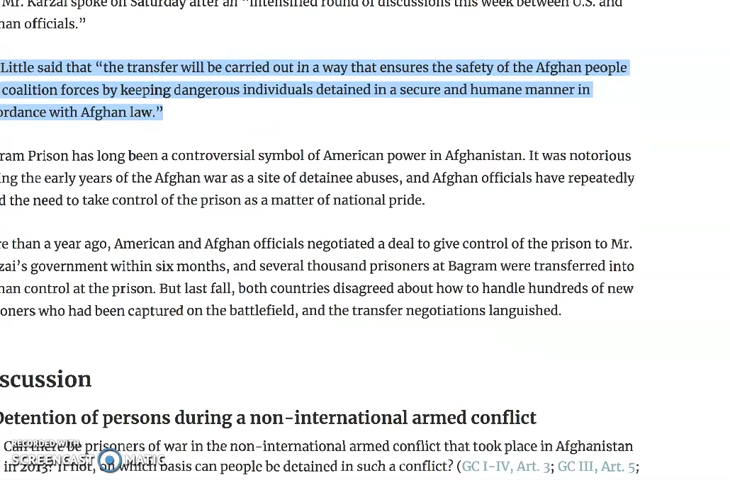 Mr. Karzai spoke on Saturday after an “intensified round of discussions this week between U.S. and
han officials.”
Little said that “the transfer will be carried out in a way that ensures the safety of the Afghan people
coalition forces by keeping dangerous individuals detained in a secure and humane manner in
ordance with Afghan law.”
ram Prison has long been a controversial symbol of American power in Afghanistan. It was notorious
ing the early years of the Afghan war as a site of detainee abuses, and Afghan officials have repeatedly
d the need to take control of the prison as a matter of national pride.
re than a year ago, American and Afghan officials negotiated a deal to give control of the prison to Mr.
zai’s government within six months, and several thousand prisoners at Bagram were transferred into
han control at the prison. But last fall, both countries disagreed about how to handle hundreds of new
oners who had been captured on the battlefield, and the transfer negotiations languished.
scussion
Detention of persons during a non-international armed conflict
Can there be prisoners of war in the non-international armed conflict that took place in Afghanistan
in 2013? If not, on which basis can people be detained in such a conflict? (GC I-IV, Art. 3; GC III, Art. 5;
RECORDED WITH
SCREENCAST MATIC